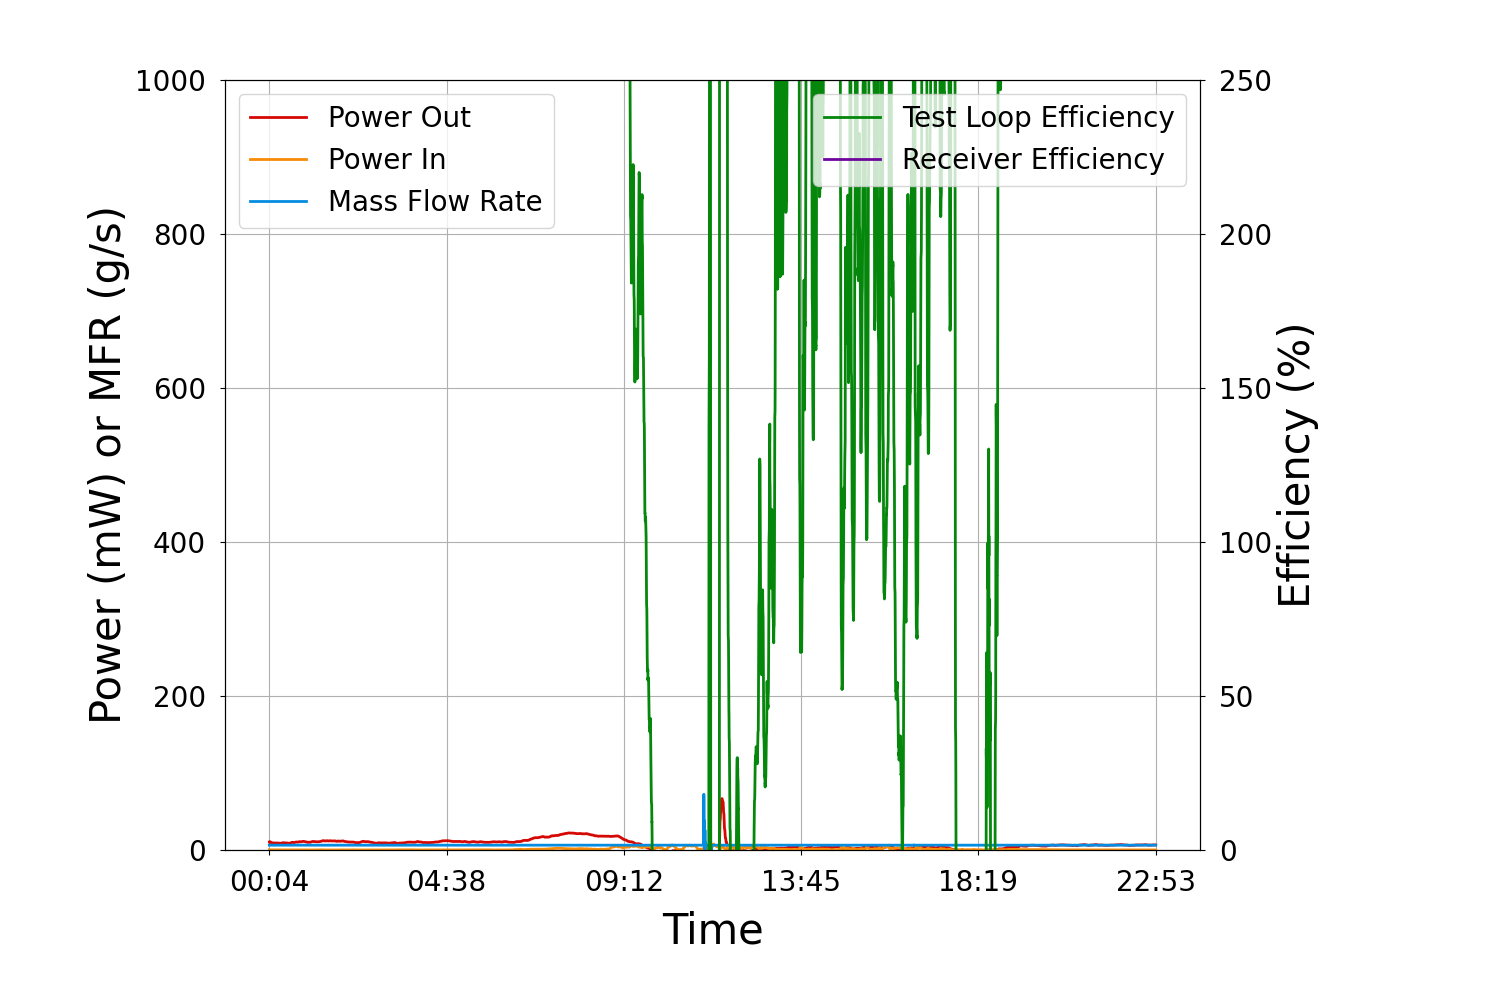 Power (mW) or MFR (g/s)
1000
800
600
400
200
0
Power Out
Power In
Mass Flow Rate
Test Loop Efficiency
Receiver Efficiency
250
200
150
100
50
0
Efficiency (%)
00:04 04:38 09:12 13:45 18:19 22:53
Time